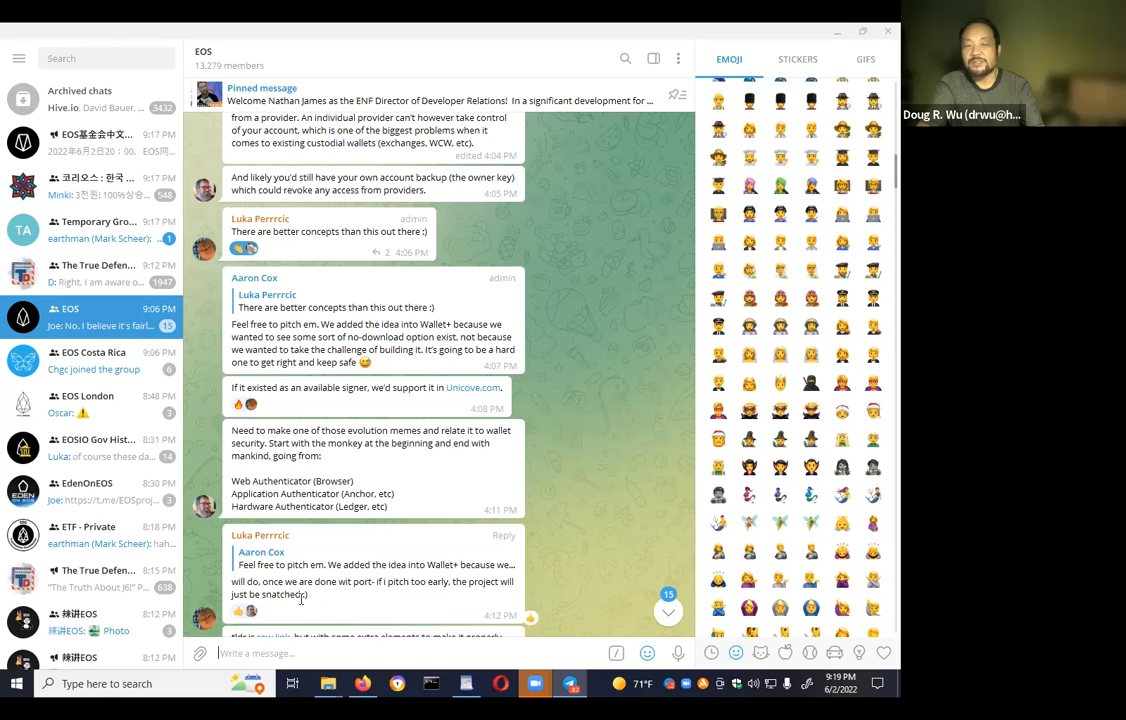 Search
Archived chats
Hive.io, David Bauer, ... 3432
EOS基金会中文... 9:17 PM
2022年6月2日20：15， EOS网...
코리오스 : 한국 ... 9:17 PM
Minki: 3천원! 100%상승... 548
TA
Temporary Gro... 9:17 PM
earthman (Mark Scheer): ... 1
The True Defen... 9:12 PM
D: Right, I am aware o... 1947
EOS 9:06 PM
Joe: No. I believe it's fairl... 15
EOS Costa Rica 9:06 PM
Chgc joined the group 6
EOS London 8:48 PM
Oscar: ⚠️ 3
EOSIO Gov Hist... 8:31 PM
Luka: of course these da... 14
EdenOnEOS 8:31 PM
Joe: https://t.me/EOSproj... 3
ETF - Private 8:18 PM
earthman (Mark Scheer): hah...
The True Defen... 8:15 PM
"The Truth About J6!" P... 638
辣讲EOS 8:12 PM
辣讲EOS: Photo 3
辣讲EOS 8:12 PM
EOS
13,279 members
Pinned message
Welcome Nathan James as the ENF Director of Developer Relations! In a significant development for ...
from a provider. An individual can't however take control
of your account, which is one of the biggest problems when it
comes to existing custodial wallets (exchanges, WCW, etc).
edited 4:04 PM
And likely you'd still have your own account backup (the owner key)
which could revoke any access from providers.
4:05 PM
Luka Perrrcic admin
There are better concepts than this out there :)
2 4:06 PM
Aaron Cox admin
Luka Perrrcic
There are better concepts than this out there :)
Feel free to pitch em. We added the idea into Wallet+ because we
wanted to see some sort of no-download option exist, not because
we wanted to take the challenge of building it. It's going to be a hard
one to get right and keep safe 😅
4:07 PM
If it existed as an available signer, we'd support it in Unicove.com.
4:08 PM
Need to make one of those evolution memes and relate it to wallet
security. Start with the monkey at the beginning and end with
mankind, going from:
Web Authenticator (Browser)
Application Authenticator (Anchor, etc)
Hardware Authenticator (Ledger, etc)
4:11 PM
Luka Perrrcic Reply
Aaron Cox
Feel free to pitch em. We added the idea into Wallet+ because we...
will do, once we are done wit port- if i pitch too early, the project will
just be snatched:)
4:12 PM
15
Write a message...
EMOJI STICKERS GIFS
Doug R. Wu (drwu@h...
Type here to search
71°F
9:19 PM
6/2/2022